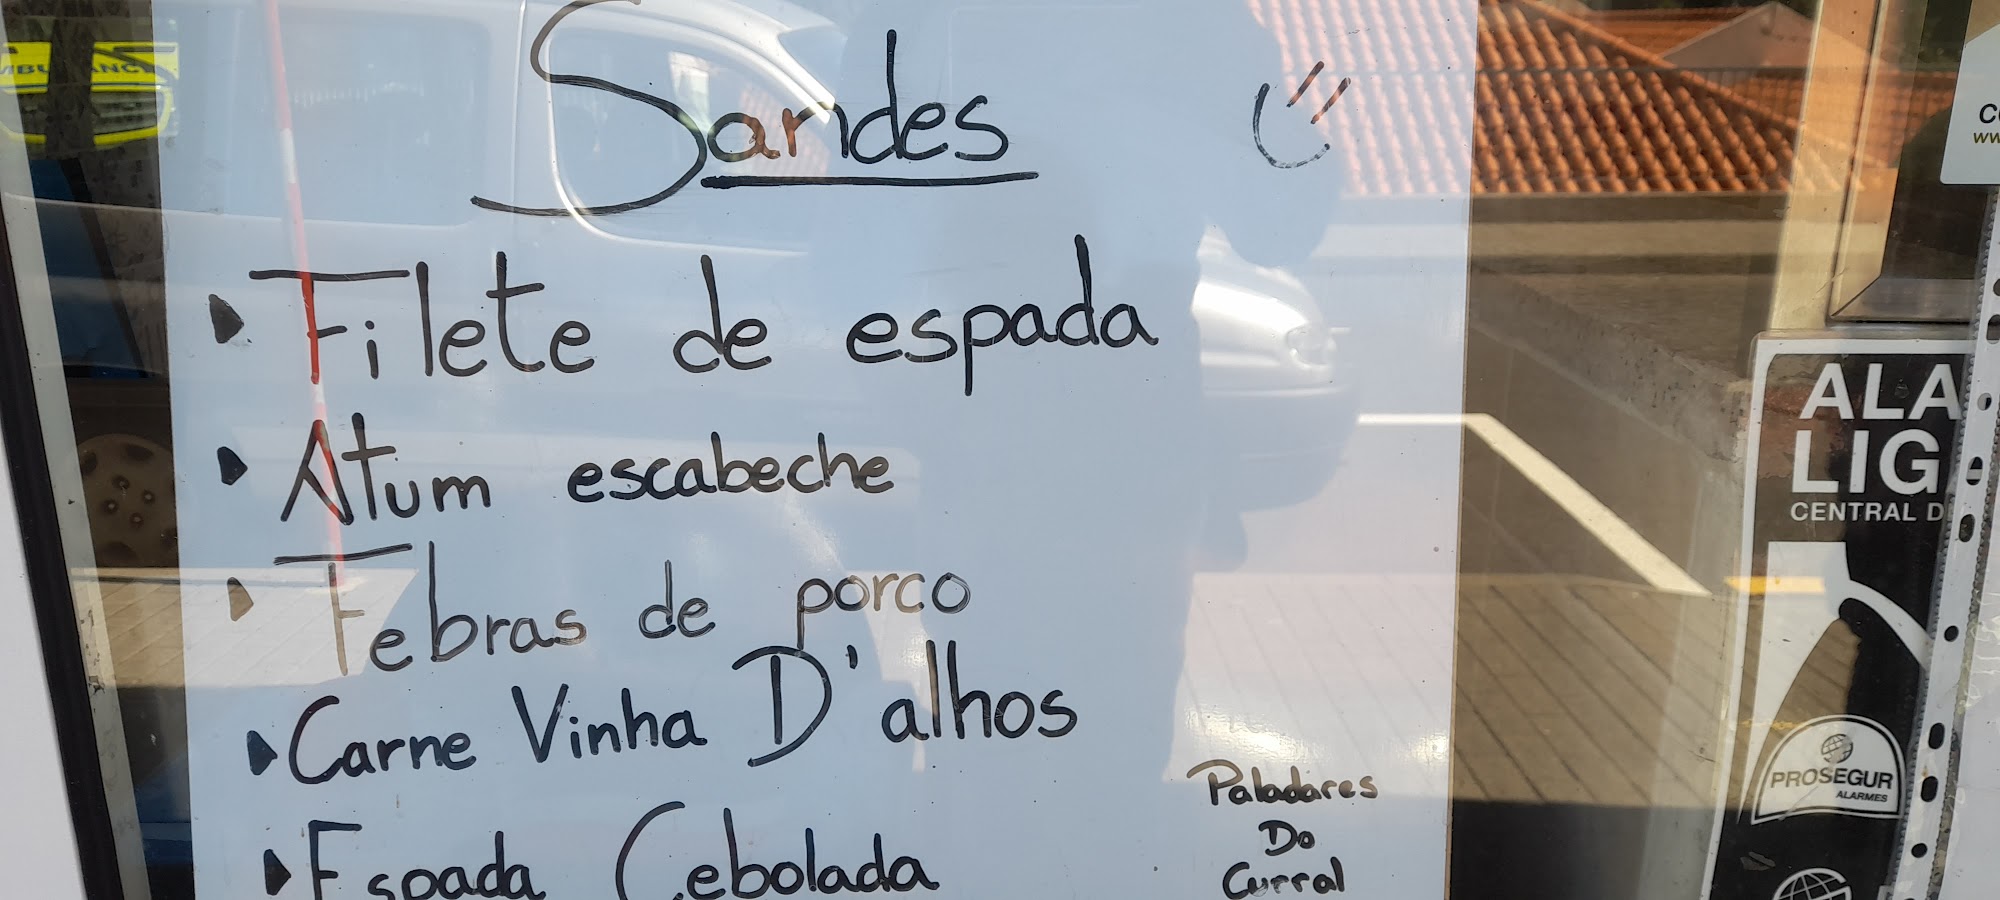 Sandes
Filete de espada
Atum escabeche
Febras de porco
Carne Vinha D'alhos
Espada Cebolada
Paladares
Do
Curral
ALA
LIG
CENTRAL D
PROSEGUR
ALARMES